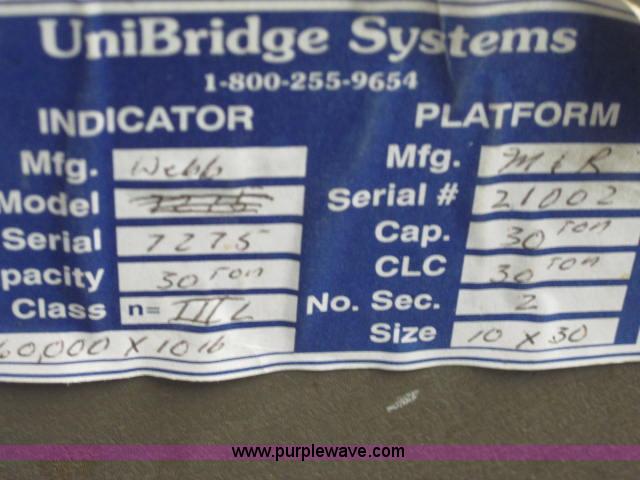 UniBridge Systems
1-800-255-9654
INDICATOR
Mfg. Webb
Model
Serial 7275
pacity 30 Ton
Class n= III L
60,000 X 10 lb
PLATFORM
Mfg. M & R
Serial # 21002
Cap. 30 Ton
CLC 30 Ton
No. Sec. 2
Size 10 X 30
www.purplewave.com